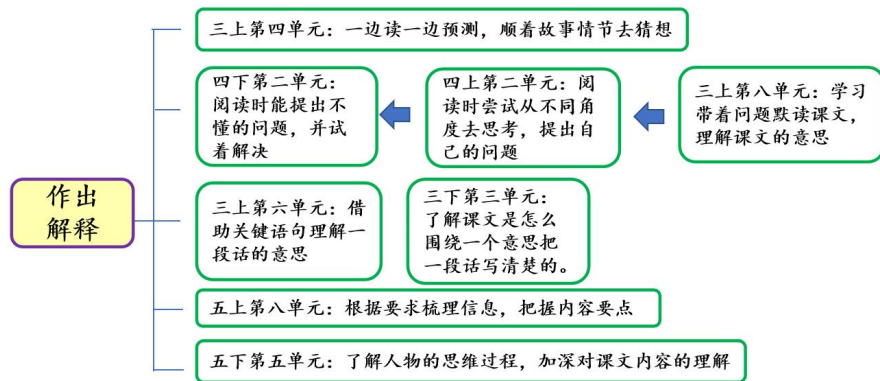 三上第四单元：一边读一边预测，顺着故事情节去猜想
四下第二单元：
阅读时能提出不
懂的问题，并试
着解决
四上第二单元：阅
读时尝试从不同角
度去思考，提出自
己的问题
三上第八单元：学习
带着问题默读课文，
理解课文的意思
作出
解释
三上第六单元：借
助关键语句理解一
段话的意思
三下第三单元：
了解课文是怎么
围绕一个意思把
一段话写清楚的。
五上第八单元：根据要求梳理信息，把握内容要点
五下第五单元：了解人物的思维过程，加深对课文内容的理解